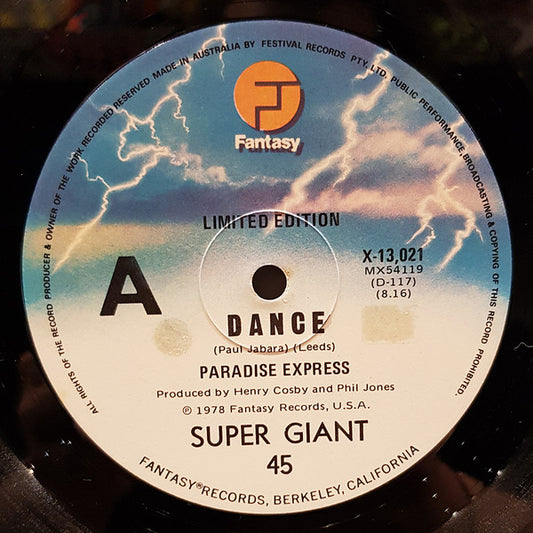 ALL RIGHTS OF THE RECORD PRODUCER & OWNER OF THE WORK RECORDED RESERVED MADE IN AUSTRALIA BY FESTIVAL RECORDS PTY. LTD. PUBLIC PERFORMANCE, BROADCASTING & COPYING OF THIS RECORD PROHIBITED.
F
Fantasy
LIMITED EDITION
A
X-13,021
MX54119
(D-117)
(8.16)
DANCE
(Paul Jabara) (Leeds)
PARADISE EXPRESS
Produced by Henry Cosby and Phil Jones
℗ 1978 Fantasy Records, U.S.A.
SUPER GIANT
45
FANTASY® RECORDS, BERKELEY, CALIFORNIA